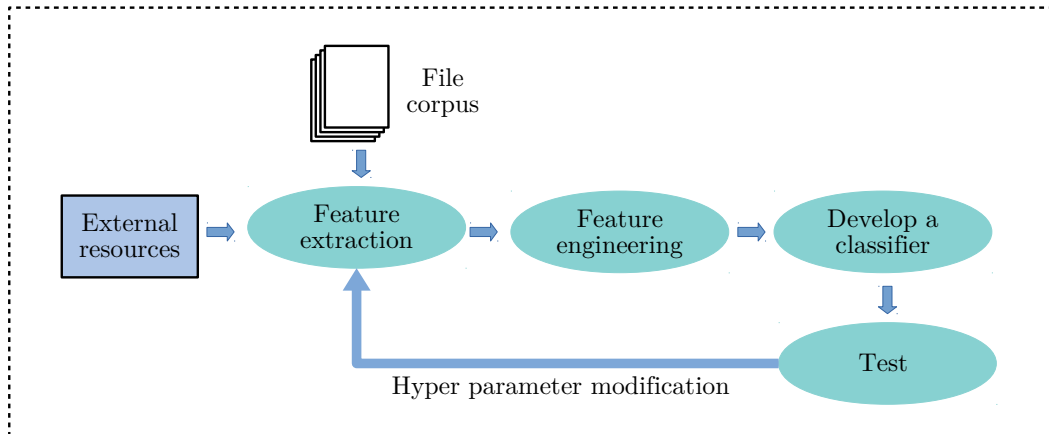 File
corpus
External
resources
Feature
extraction
Feature
engineering
Develop a
classifier
Test
Hyper parameter modification